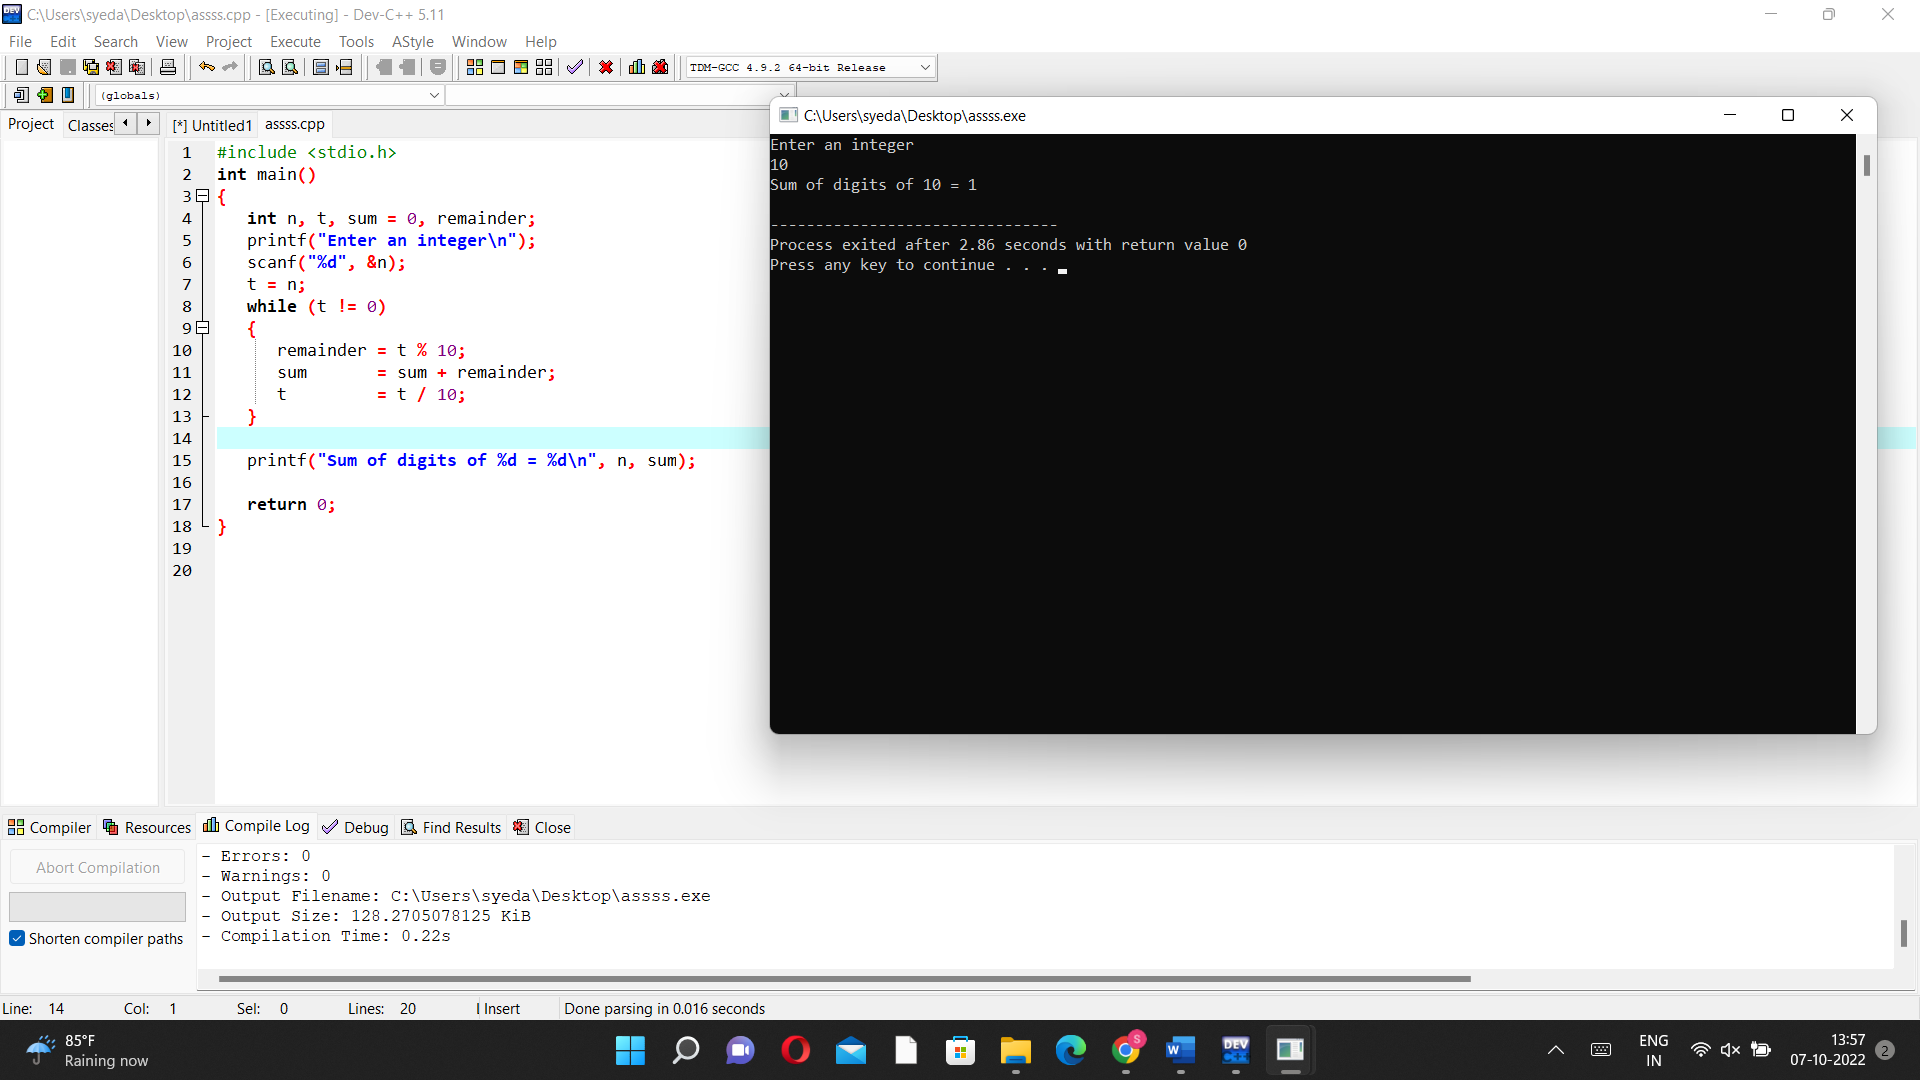 C:\Users\syeda\Desktop\assss.cpp - [Executing] - Dev-C++ 5.11
File Edit Search View Project Execute Tools AStyle Window Help
TDM-GCC 4.9.2 64-bit Release
(globals)
Project Classes [*] Untitled1 assss.cpp
1 #include <stdio.h>
2 int main()
3 {
4 int n, t, sum = 0, remainder;
5 printf("Enter an integer\n");
6 scanf("%d", &n);
7 t = n;
8 while (t != 0)
9 {
10 remainder = t % 10;
11 sum = sum + remainder;
12 t = t / 10;
13 }
14
15 printf("Sum of digits of %d = %d\n", n, sum);
16
17 return 0;
18 }
19
20
C:\Users\syeda\Desktop\assss.exe
Enter an integer
10
Sum of digits of 10 = 1
--------------------------------
Process exited after 2.86 seconds with return value 0
Press any key to continue . . .
Compiler Resources Compile Log Debug Find Results Close
Abort Compilation
Shorten compiler paths
- Errors: 0
- Warnings: 0
- Output Filename: C:\Users\syeda\Desktop\assss.exe
- Output Size: 128.2705078125 KiB
- Compilation Time: 0.22s
Line: 14 Col: 1 Sel: 0 Lines: 20 Insert Done parsing in 0.016 seconds
85°F
Raining now
S
W
DEV
C++
ENG
IN
13:57
07-10-2022
2